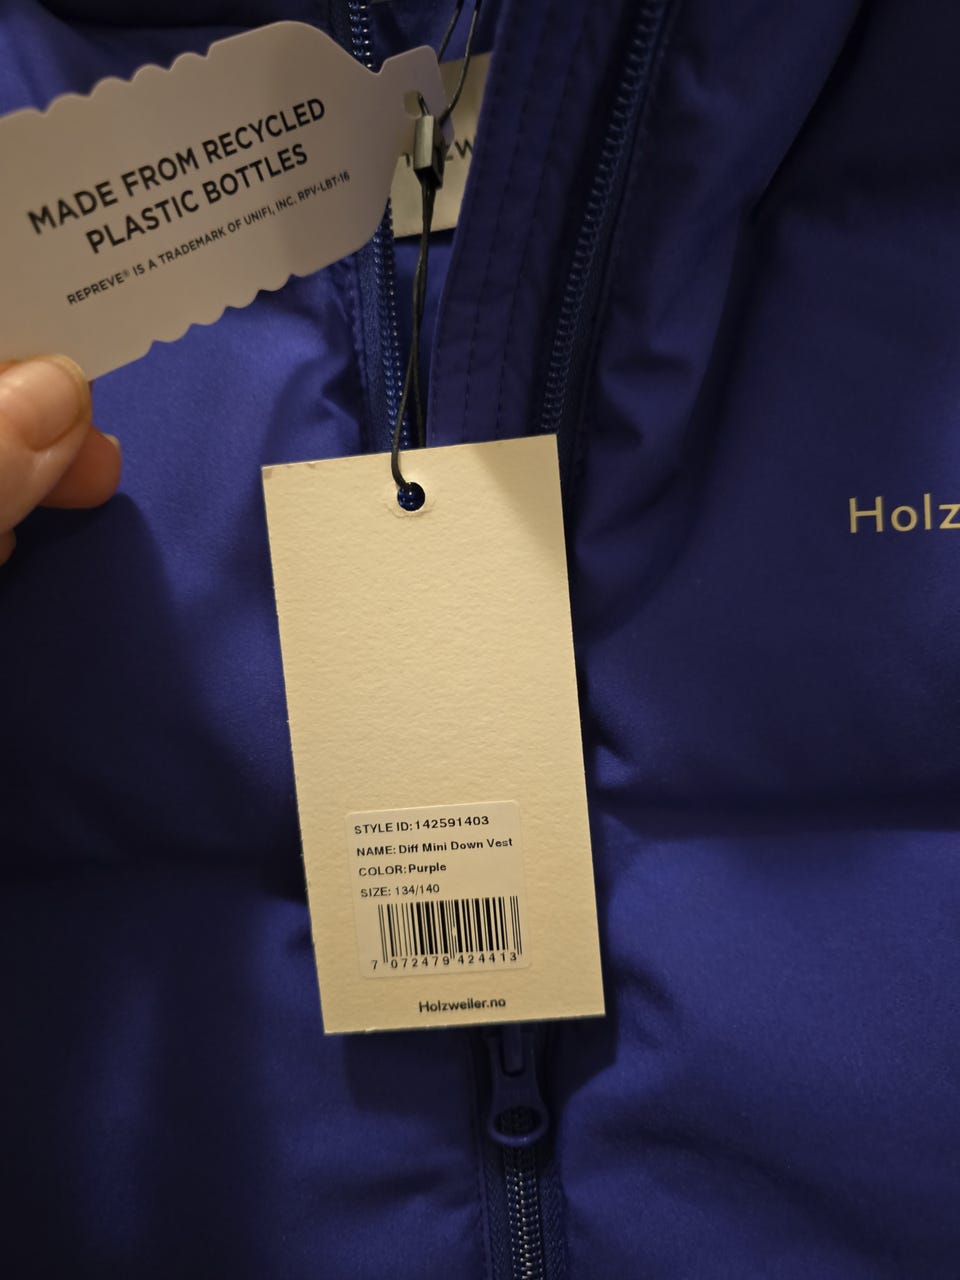 MADE FROM RECYCLED
PLASTIC BOTTLES
REPREVE® IS A TRADEMARK OF UNIFI, INC. RPV-LBT-16
Holz
STYLE ID: 142591403
NAME: Diff Mini Down Vest
COLOR: Purple
SIZE: 134/140
7 072479 424413
Holzweiler.no